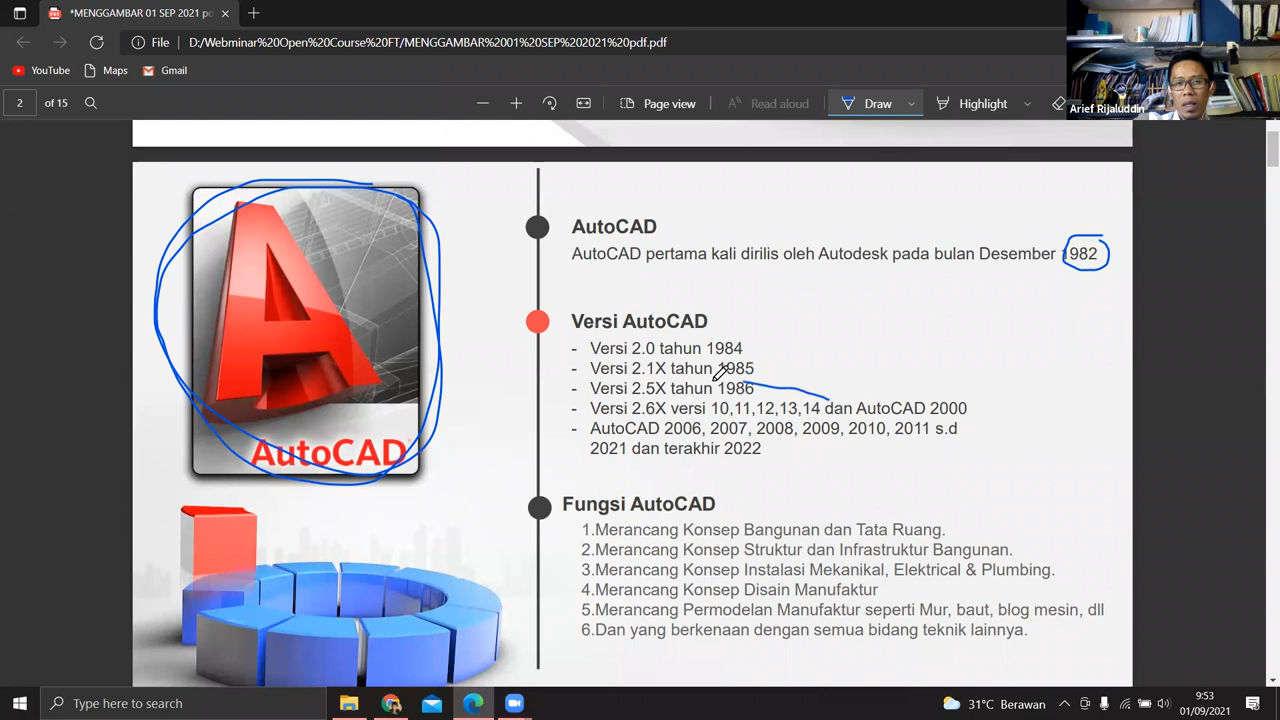 *MENGGAMBAR 01 SEP 2021 pd
File
D:/Webminar%20Open%20Course%20FT/MENGGAMBAR%2001%20SEP%202021%20pdf.pdf
YouTube
Maps
Gmail
2
of 15
Page view
Read aloud
Draw
Highlight
Arief Rijaluddin
AutoCAD
AutoCAD
AutoCAD pertama kali dirilis oleh Autodesk pada bulan Desember 1982
Versi AutoCAD
- Versi 2.0 tahun 1984
- Versi 2.1X tahun 1985
- Versi 2.5X tahun 1986
- Versi 2.6X versi 10,11,12,13,14 dan AutoCAD 2000
- AutoCAD 2006, 2007, 2008, 2009, 2010, 2011 s.d
2021 dan terakhir 2022
Fungsi AutoCAD
1.Merancang Konsep Bangunan dan Tata Ruang.
2.Merancang Konsep Struktur dan Infrastruktur Bangunan.
3.Merancang Konsep Instalasi Mekanikal, Elektrical & Plumbing.
4.Merancang Konsep Disain Manufaktur
5.Merancang Permodelan Manufaktur seperti Mur, baut, blog mesin, dll
6.Dan yang berkenaan dengan semua bidang teknik lainnya.
Type here to search
31°C Berawan
9:53
01/09/2021